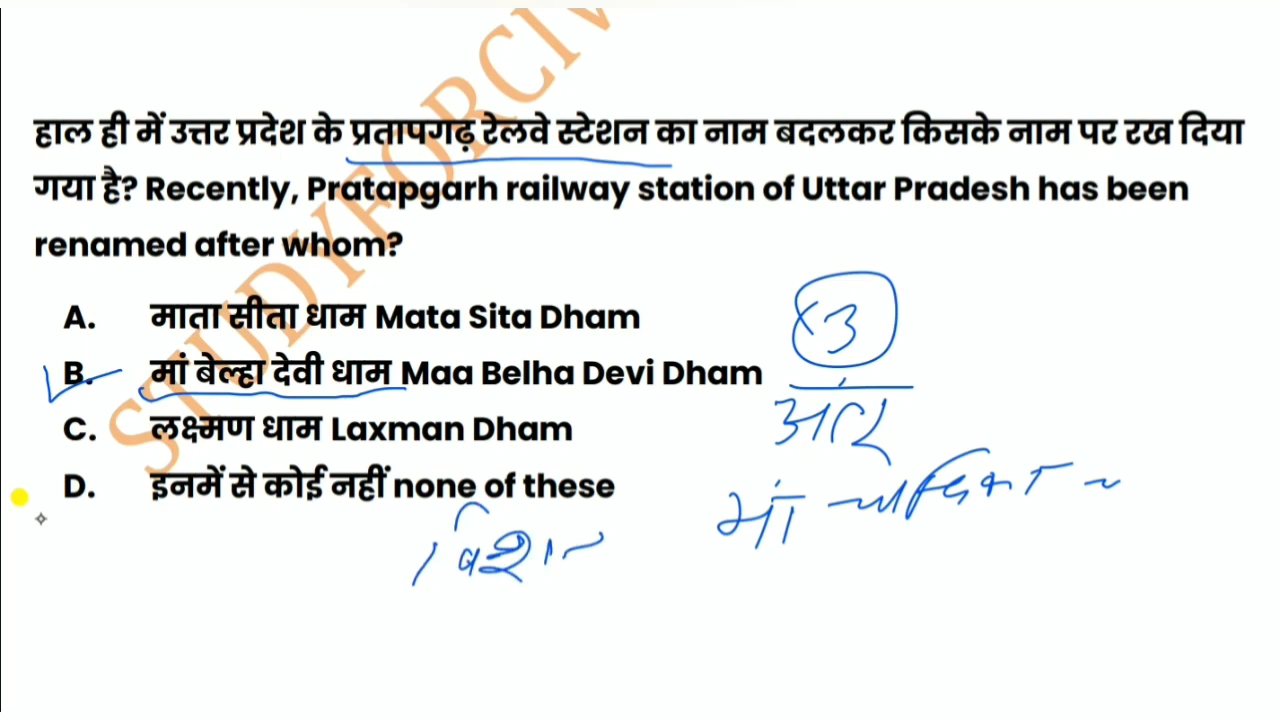 हाल ही में उत्तर प्रदेश के प्रतापगढ़ रेलवे स्टेशन का नाम बदलकर किसके नाम पर रख दिया
गया है? Recently, Pratapgarh railway station of Uttar Pradesh has been
renamed after whom?
A. माता सीता धाम Mata Sita Dham
B. मां बेल्हा देवी धाम Maa Belha Devi Dham
C. लक्ष्मण धाम Laxman Dham
D. इनमें से कोई नहीं none of these
3
मां
STUDYFORCIV